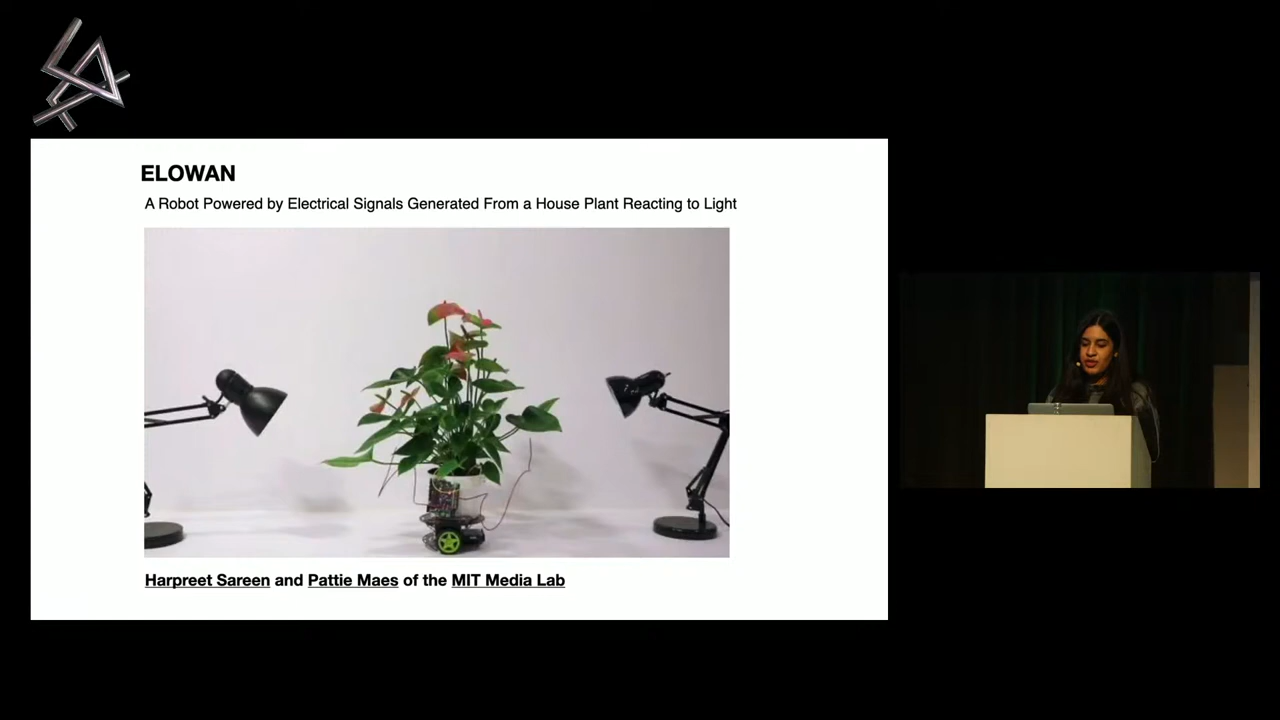 ELOWAN
A Robot Powered by Electrical Signals Generated From a House Plant Reacting to Light
Harpreet Sareen and Pattie Maes of the MIT Media Lab